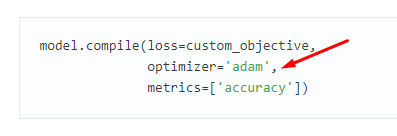 model.compile(loss=custom_objective,
optimizer='adam',
metrics=['accuracy'])